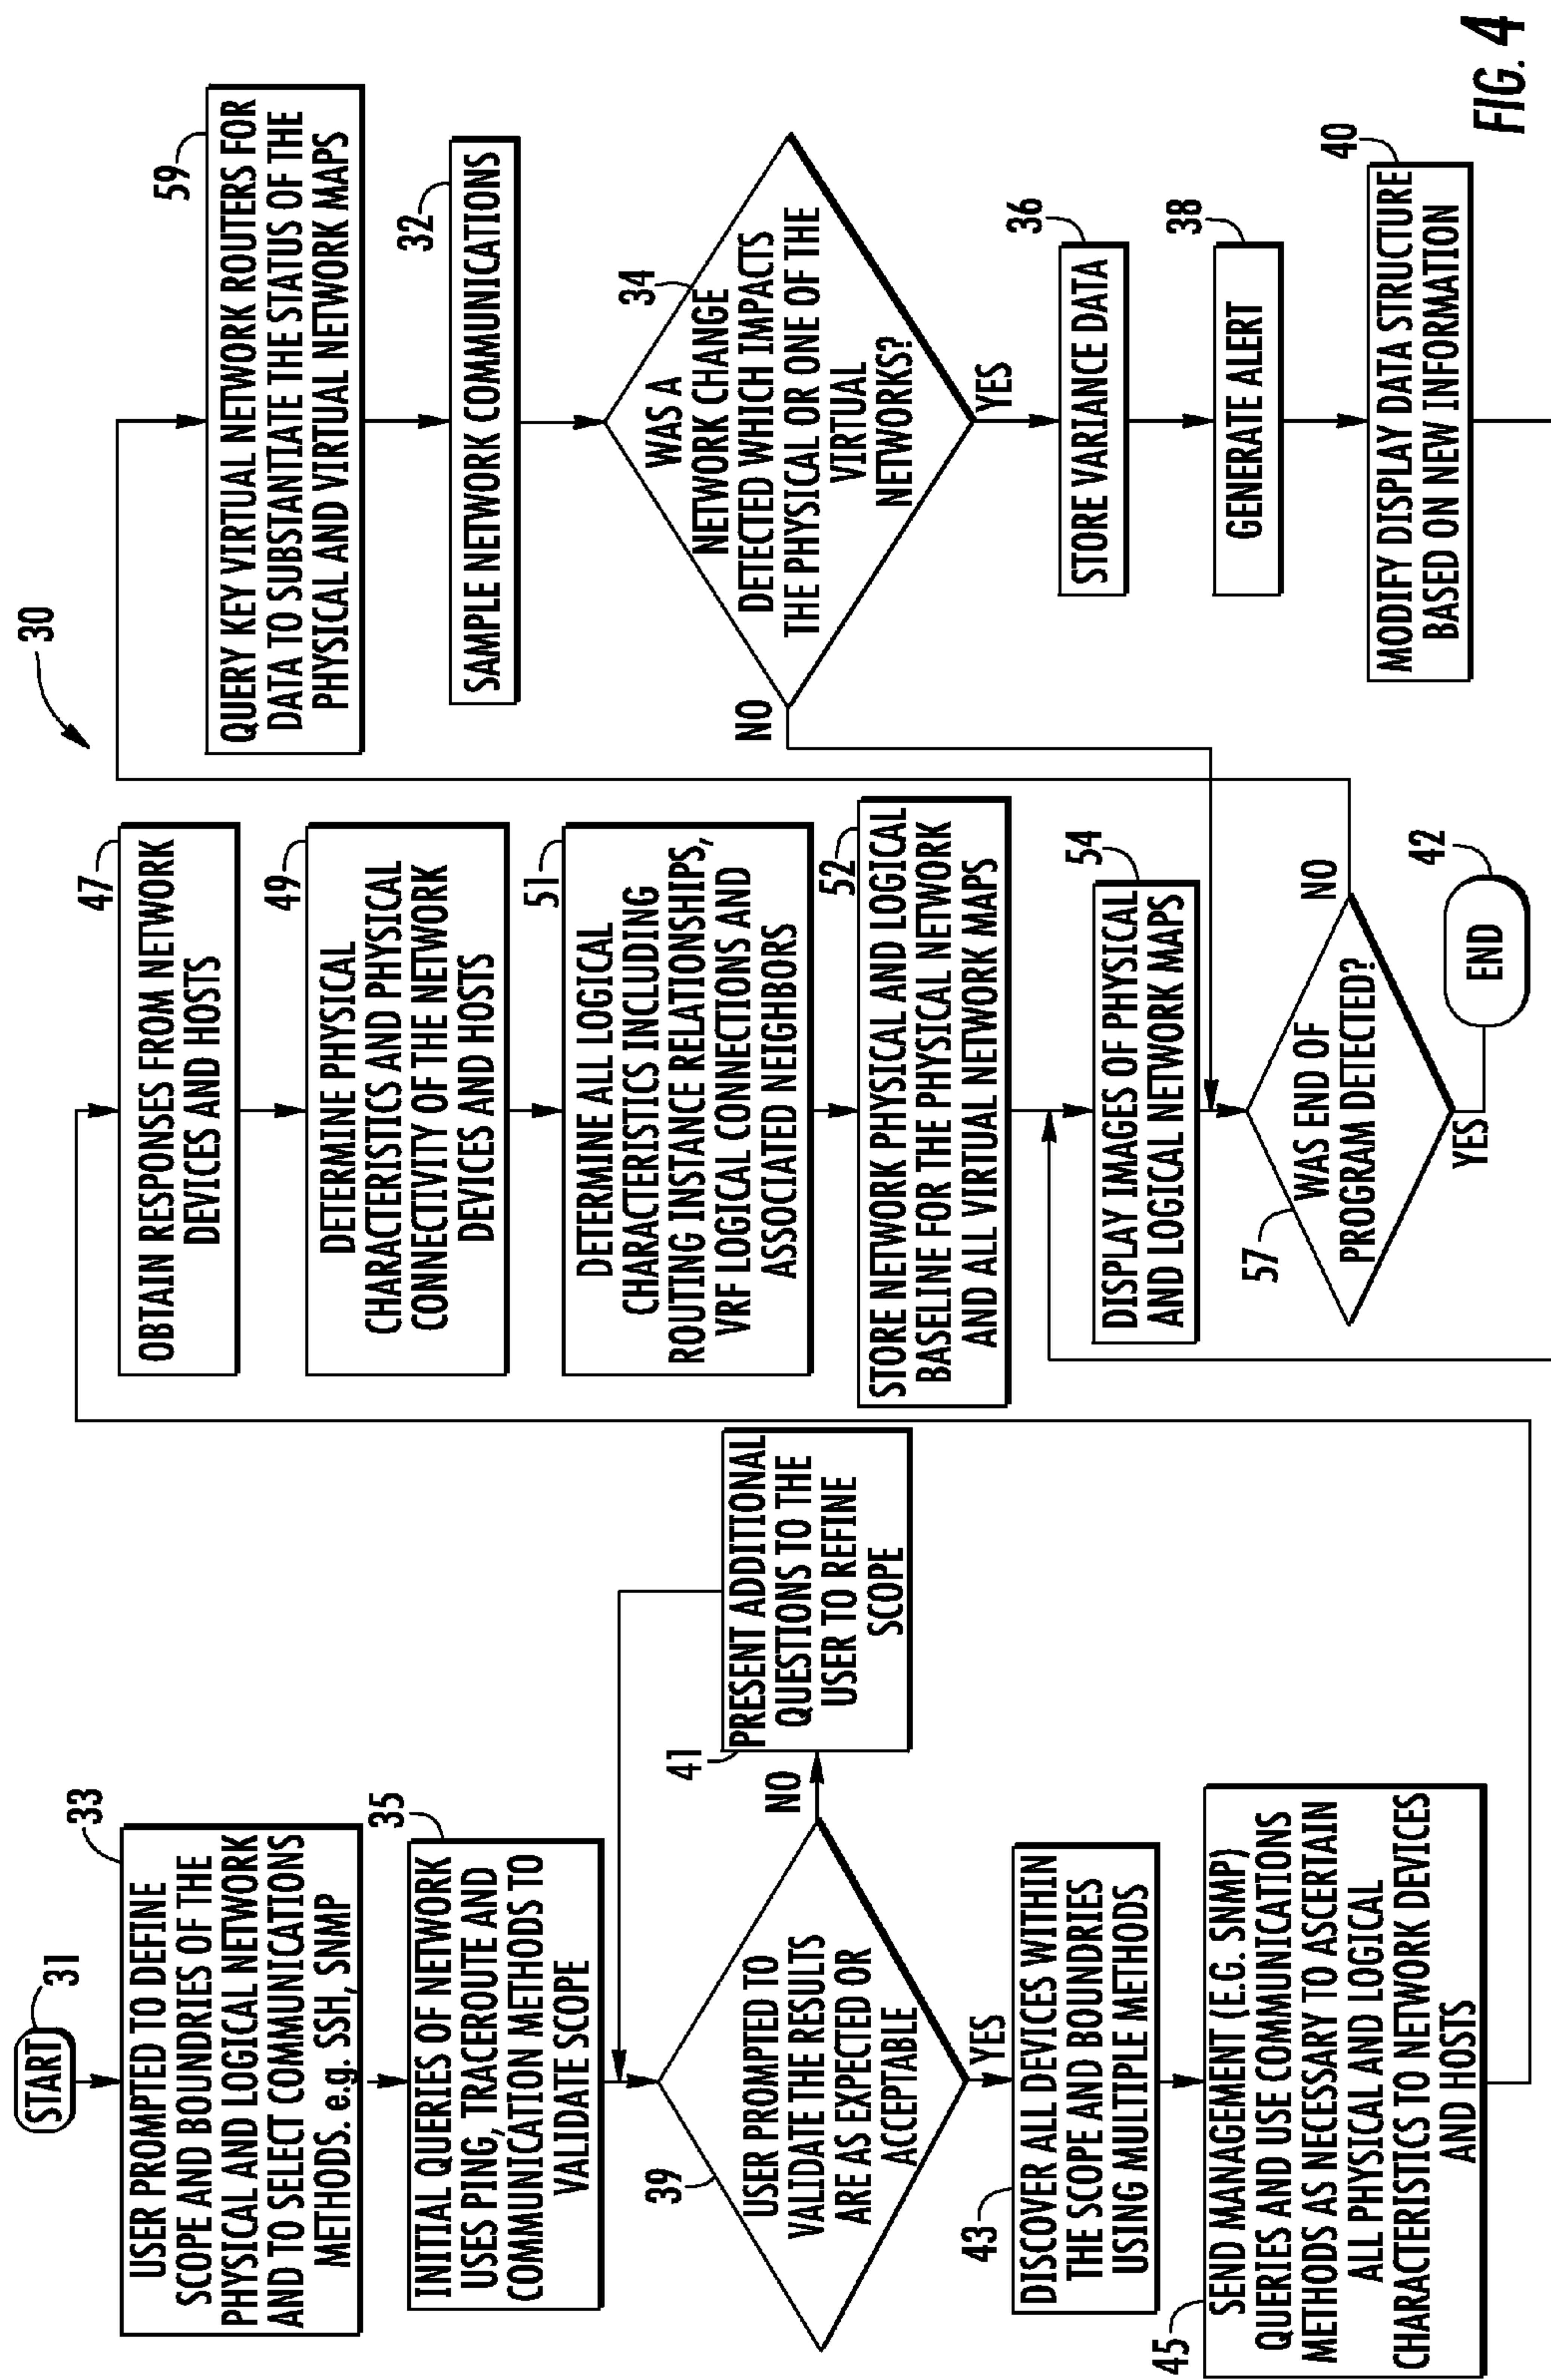 30
START
31
33
USER PROMPTED TO DEFINE
SCOPE AND BOUNDRIES OF THE
PHYSICAL AND LOGICAL NETWORK
AND TO SELECT COMMUNICATIONS
METHODS. e.g. SSH, SNMP
35
INITIAL QUERIES OF NETWORK
USES PING, TRACEROUTE AND
COMMUNICATION METHODS TO
VALIDATE SCOPE
39
USER PROMPTED TO
VALIDATE THE RESULTS
ARE AS EXPECTED OR
ACCEPTABLE
NO
41
PRESENT ADDITIONAL
QUESTIONS TO THE
USER TO REFINE
SCOPE
YES
43
DISCOVER ALL DEVICES WITHIN
THE SCOPE AND BOUNDRIES
USING MULTIPLE METHODS
45
SEND MANAGEMENT (E.G. SNMP)
QUERIES AND USE COMMUNICATIONS
METHODS AS NECESSARY TO ASCERTAIN
ALL PHYSICAL AND LOGICAL
CHARACTERISTICS TO NETWORK DEVICES
AND HOSTS
47
OBTAIN RESPONSES FROM NETWORK
DEVICES AND HOSTS
49
DETERMINE PHYSICAL
CHARACTERISTICS AND PHYSICAL
CONNECTIVITY OF THE NETWORK
DEVICES AND HOSTS
51
DETERMINE ALL LOGICAL
CHARACTERISTICS INCLUDING
ROUTING INSTANCE RELATIONSHIPS,
VRF LOGICAL CONNECTIONS AND
ASSOCIATED NEIGHBORS
52
STORE NETWORK PHYSICAL AND LOGICAL
BASELINE FOR THE PHYSICAL NETWORK
AND ALL VIRTUAL NETWORK MAPS
54
DISPLAY IMAGES OF PHYSICAL
AND LOGICAL NETWORK MAPS
57
WAS END OF
PROGRAM DETECTED?
NO
YES
42
END
59
QUERY KEY VIRTUAL NETWORK ROUTERS FOR
DATA TO SUBSTANTIATE THE STATUS OF THE
PHYSICAL AND VIRTUAL NETWORK MAPS
32
SAMPLE NETWORK COMMUNICATIONS
34
WAS A
NETWORK CHANGE
DETECTED WHICH IMPACTS
THE PHYSICAL OR ONE OF THE
VIRTUAL
NETWORKS?
NO
YES
36
STORE VARIANCE DATA
38
GENERATE ALERT
40
MODIFY DISPLAY DATA STRUCTURE
BASED ON NEW INFORMATION
FIG. 4